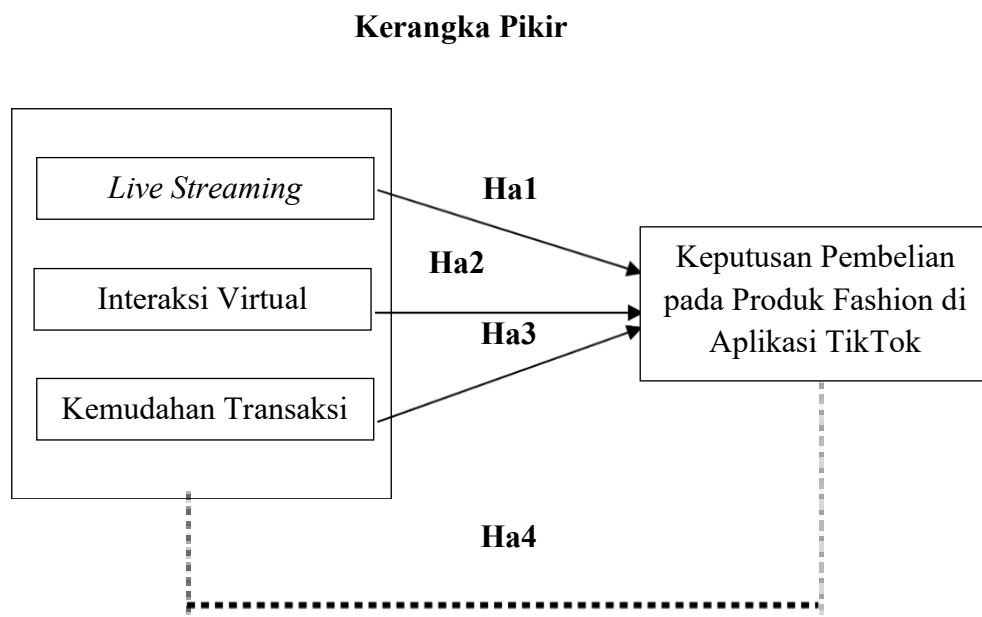 Kerangka Pikir
Live Streaming
Ha1
Ha2
Interaksi Virtual
Ha3
Kemudahan Transaksi
Keputusan Pembelian
pada Produk Fashion di
Aplikasi TikTok
Ha4